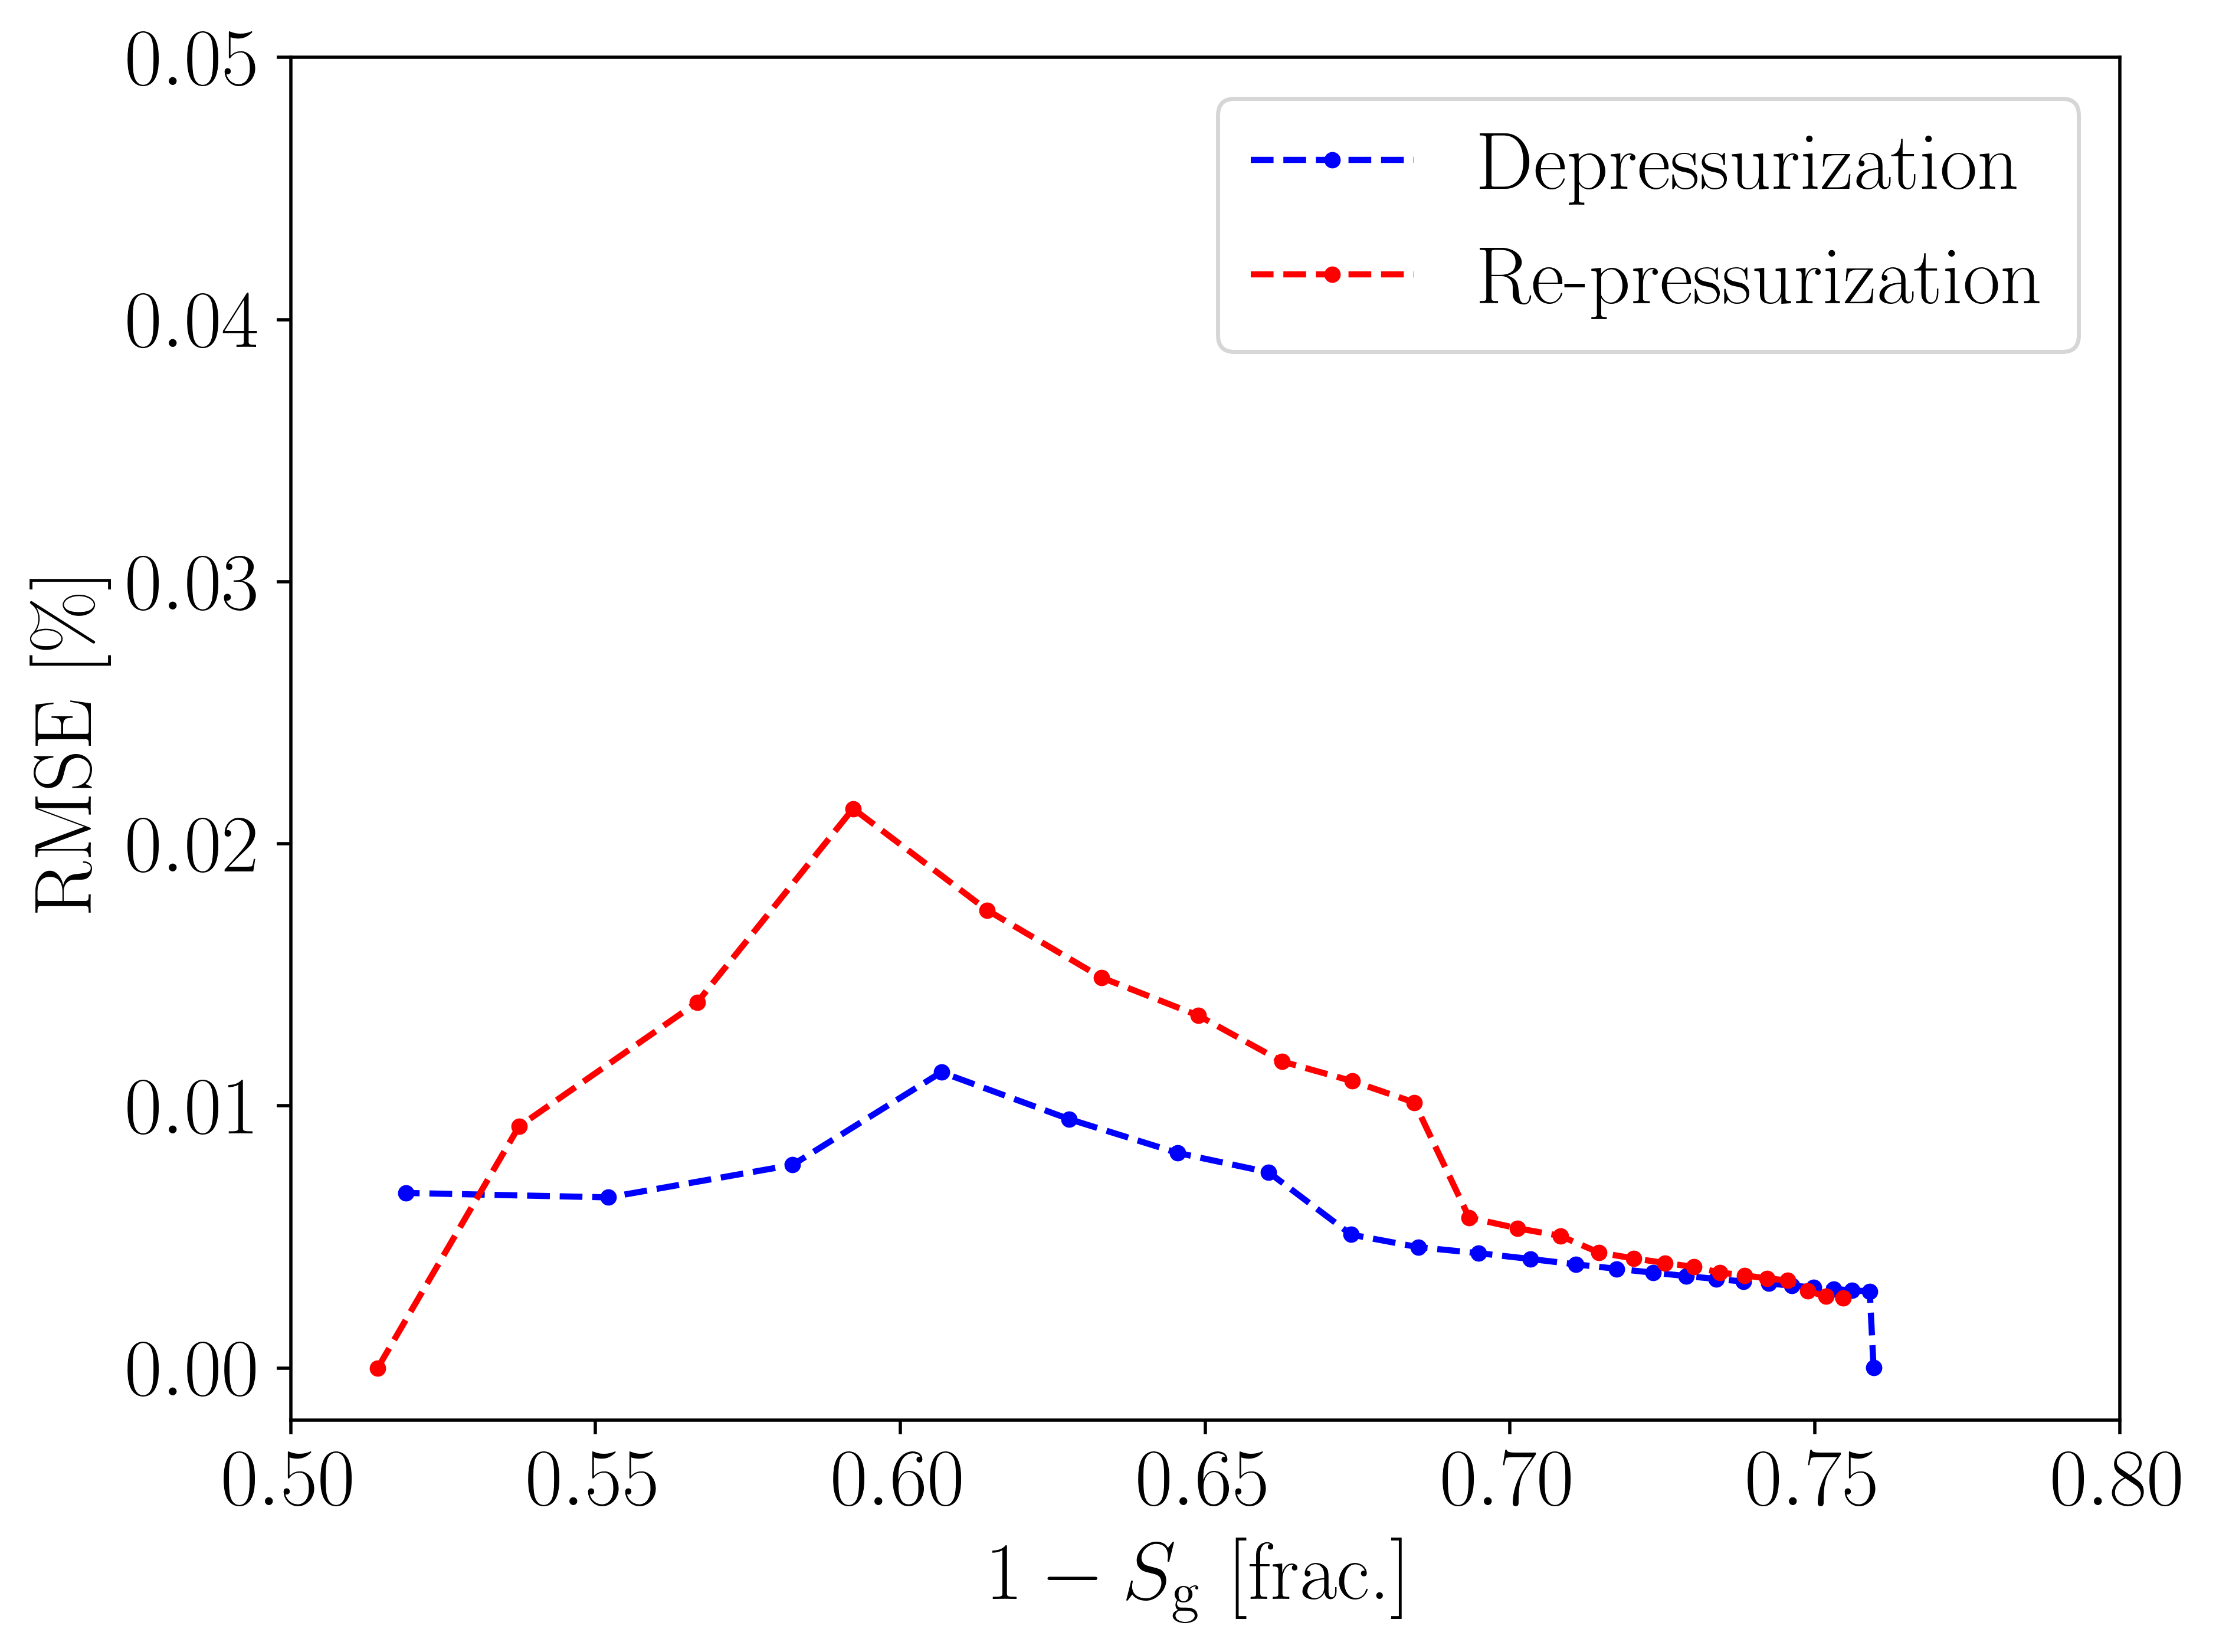 0.05
0.04
0.03
0.02
0.01
0.00
RMSE [%]
Depressurization
Re-pressurization
0.50 0.55 0.60 0.65 0.70 0.75 0.80
1 − S_g [frac.]